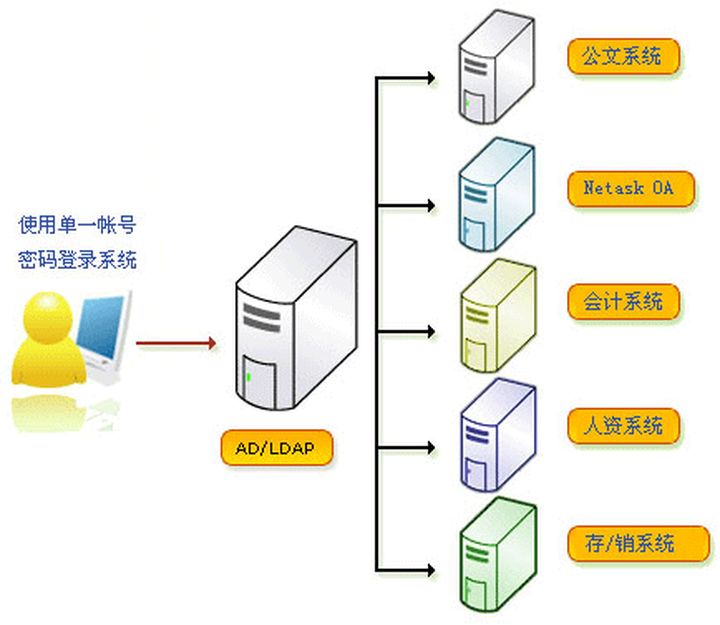 使用单一帐号
密码登录系统
AD/LDAP
公文系统
Netask OA
会计系统
人资系统
存/销系统